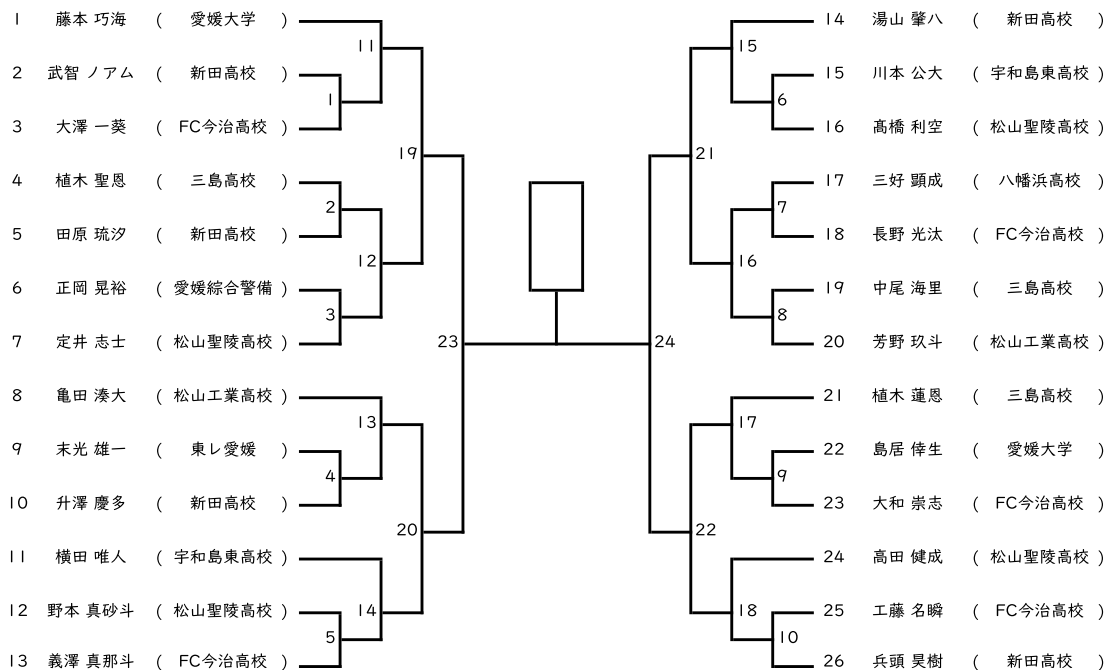 1 藤本 巧海 ( 愛媛大学 )
2 武智 ノアム ( 新田高校 )
3 大澤 一葵 ( FC今治高校 )
4 植木 聖恩 ( 三島高校 )
5 田原 琉汐 ( 新田高校 )
6 正岡 晃裕 ( 愛媛綜合警備 )
7 定井 志士 ( 松山聖陵高校 )
8 亀田 湊大 ( 松山工業高校 )
9 末光 雄一 ( 東レ愛媛 )
10 升澤 慶多 ( 新田高校 )
11 横田 唯人 ( 宇和島東高校 )
12 野本 真砂斗 ( 松山聖陵高校 )
13 義澤 真那斗 ( FC今治高校 )
11
1
19
2
12
3
23
13
4
20
14
5
15
6
21
7
16
8
24
17
9
22
18
10
14 湯山 肇八 ( 新田高校 )
15 川本 公大 ( 宇和島東高校 )
16 髙橋 利空 ( 松山聖陵高校 )
17 三好 顕成 ( 八幡浜高校 )
18 長野 光汰 ( FC今治高校 )
19 中尾 海里 ( 三島高校 )
20 芳野 玖斗 ( 松山工業高校 )
21 植木 蓮恩 ( 三島高校 )
22 島居 倖生 ( 愛媛大学 )
23 大和 崇志 ( FC今治高校 )
24 高田 健成 ( 松山聖陵高校 )
25 工藤 名瞬 ( FC今治高校 )
26 兵頭 昊樹 ( 新田高校 )